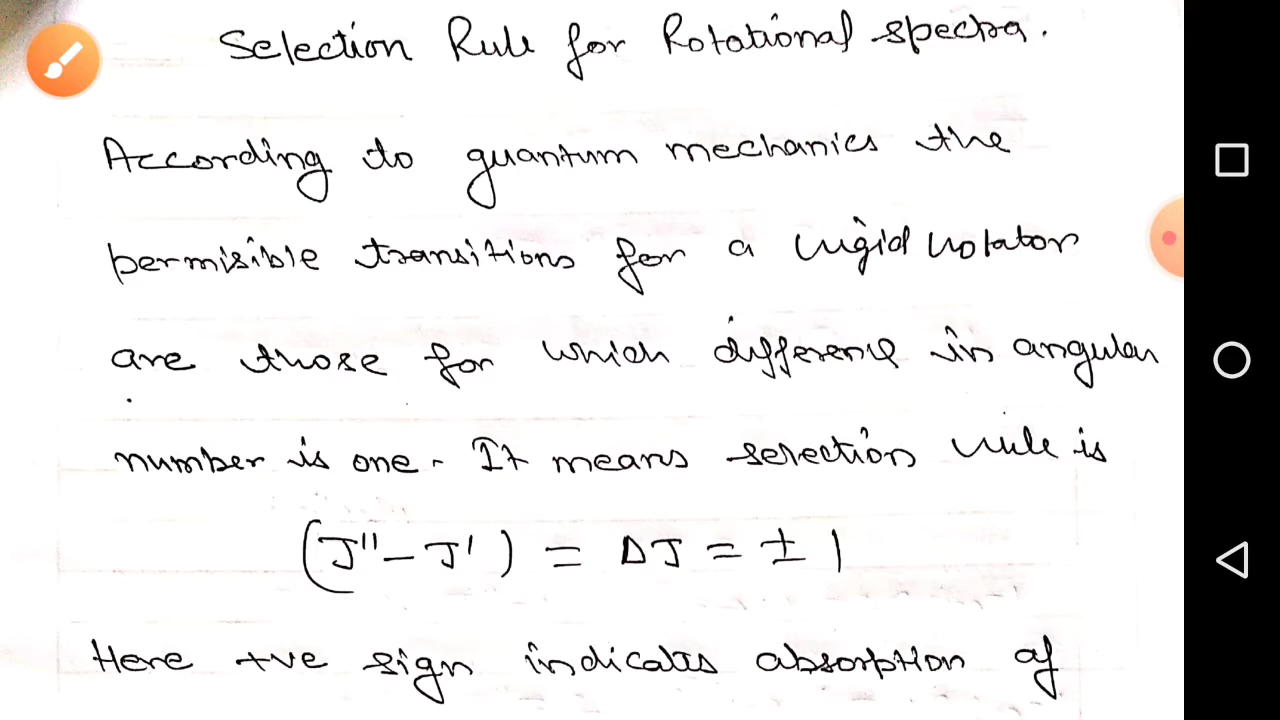 Selection Rule for Rotational spectra.
According to quantum mechanics the
permisible transitions for a rigid rotator
are those for which difference in angular
number is one. It means selection rule is
(J" - J') = ΔJ = ± 1
Here +ve sign indicates absorption of